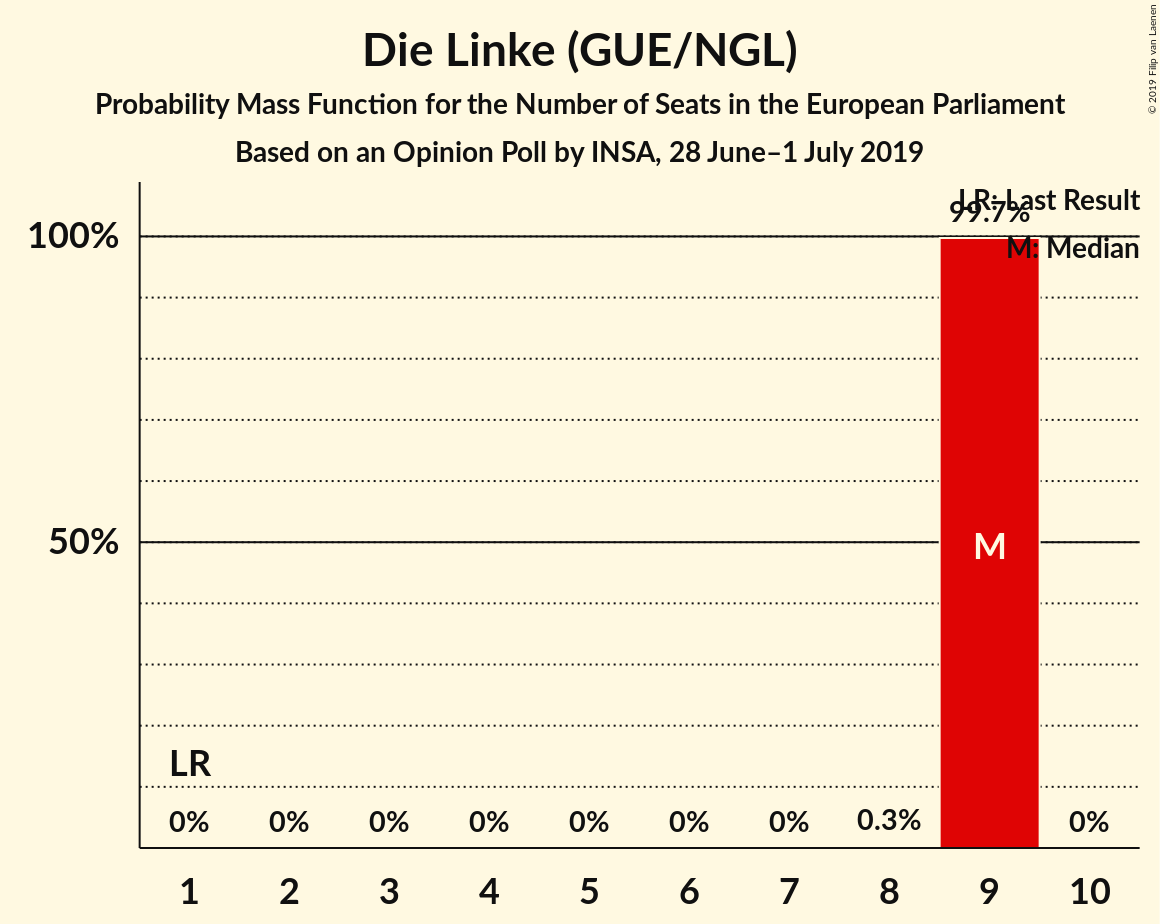 Die Linke (GUE/NGL)
Probability Mass Function for the Number of Seats in the European Parliament
Based on an Opinion Poll by INSA, 28 June–1 July 2019
© 2019 Filip van Laenen
LR: Last Result
99.7%
M: Median
100%
50%
M
LR
0% 0% 0% 0% 0% 0% 0% 0.3% 0%
1 2 3 4 5 6 7 8 9 10